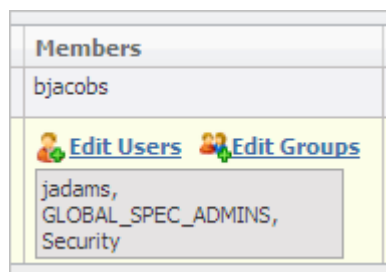 Members
bjacobs
Edit Users Edit Groups
jadams,
GLOBAL_SPEC_ADMINS,
Security